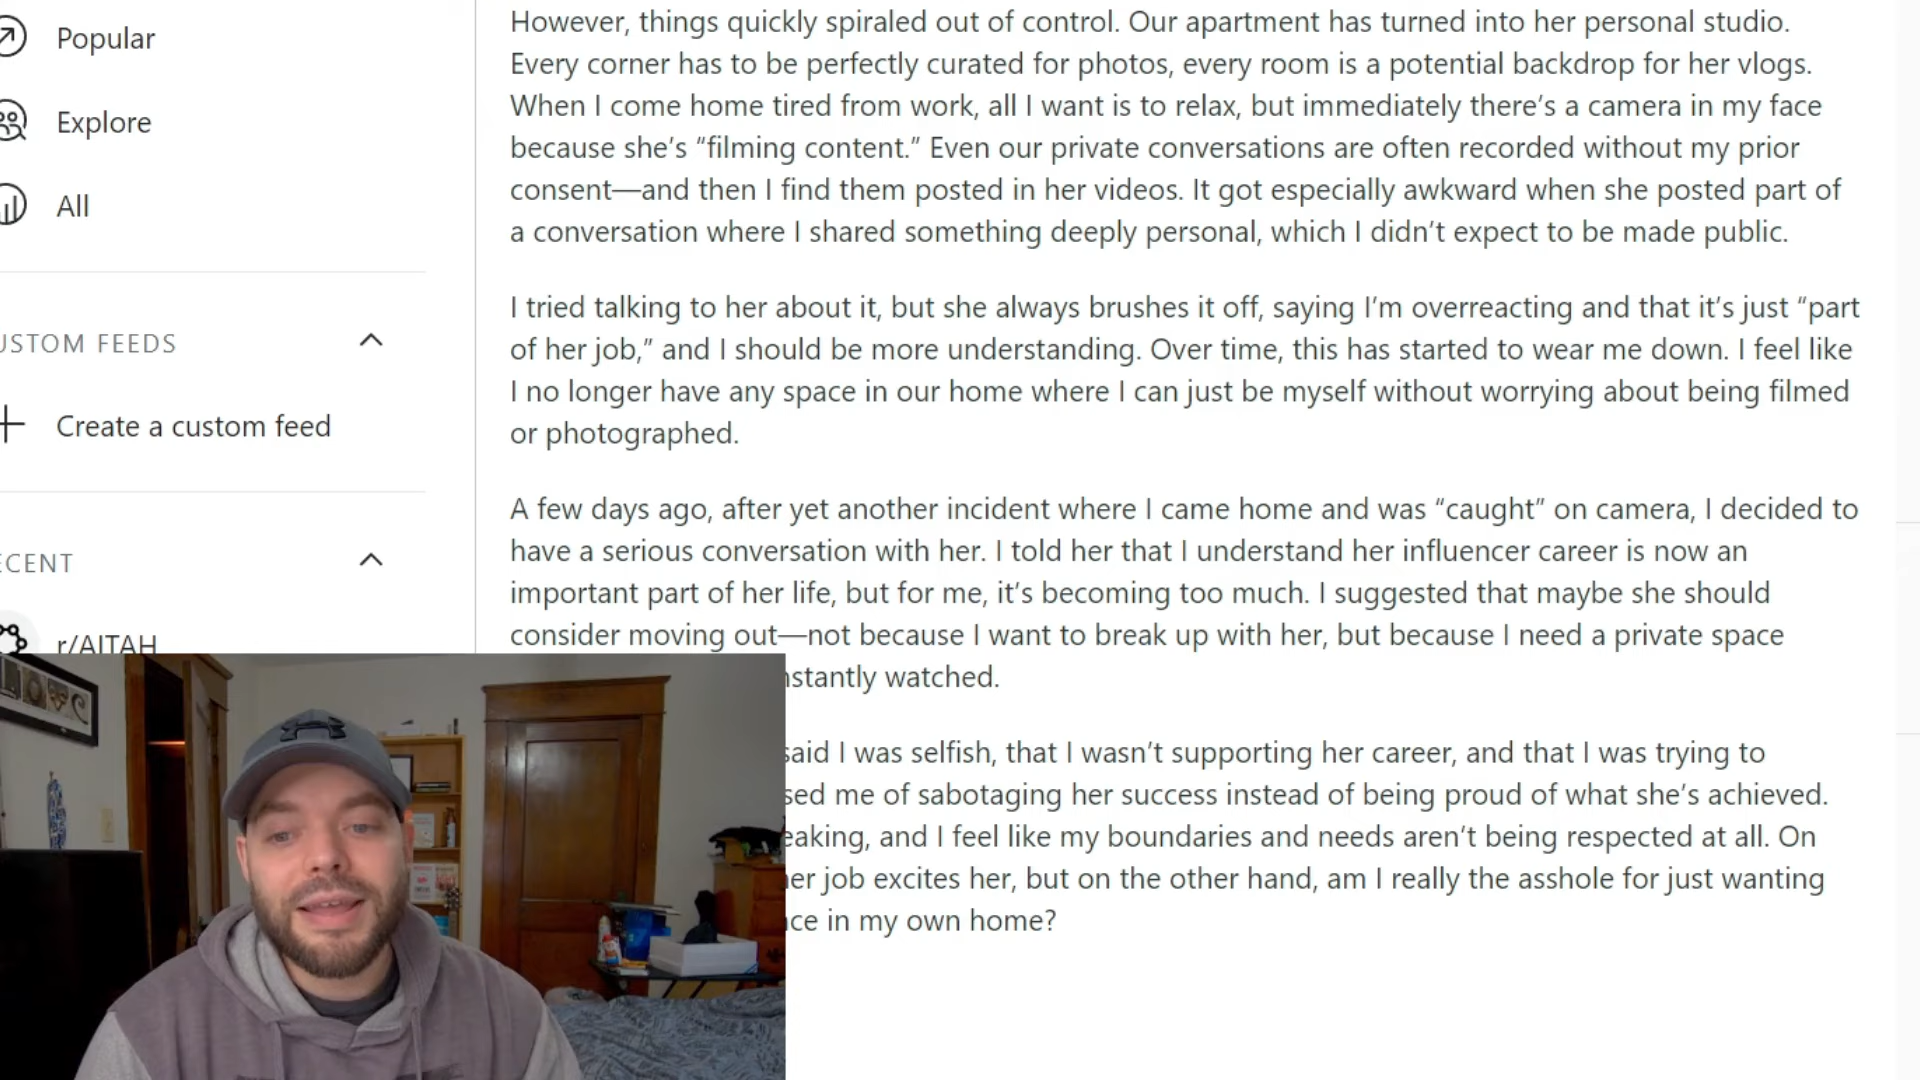 Popular
Explore
All
USTOM FEEDS
Create a custom feed
ECENT
r/AITAH
However, things quickly spiraled out of control. Our apartment has turned into her personal studio.
Every corner has to be perfectly curated for photos, every room is a potential backdrop for her vlogs.
When I come home tired from work, all I want is to relax, but immediately there’s a camera in my face
because she’s “filming content.” Even our private conversations are often recorded without my prior
consent—and then I find them posted in her videos. It got especially awkward when she posted part of
a conversation where I shared something deeply personal, which I didn’t expect to be made public.
I tried talking to her about it, but she always brushes it off, saying I’m overreacting and that it’s just “part
of her job,” and I should be more understanding. Over time, this has started to wear me down. I feel like
I no longer have any space in our home where I can just be myself without worrying about being filmed
or photographed.
A few days ago, after yet another incident where I came home and was “caught” on camera, I decided to
have a serious conversation with her. I told her that I understand her influencer career is now an
important part of her life, but for me, it’s becoming too much. I suggested that maybe she should
consider moving out—not because I want to break up with her, but because I need a private space
nstantly watched.
said I was selfish, that I wasn’t supporting her career, and that I was trying to
sed me of sabotaging her success instead of being proud of what she’s achieved.
eaking, and I feel like my boundaries and needs aren’t being respected at all. On
er job excites her, but on the other hand, am I really the asshole for just wanting
ce in my own home?